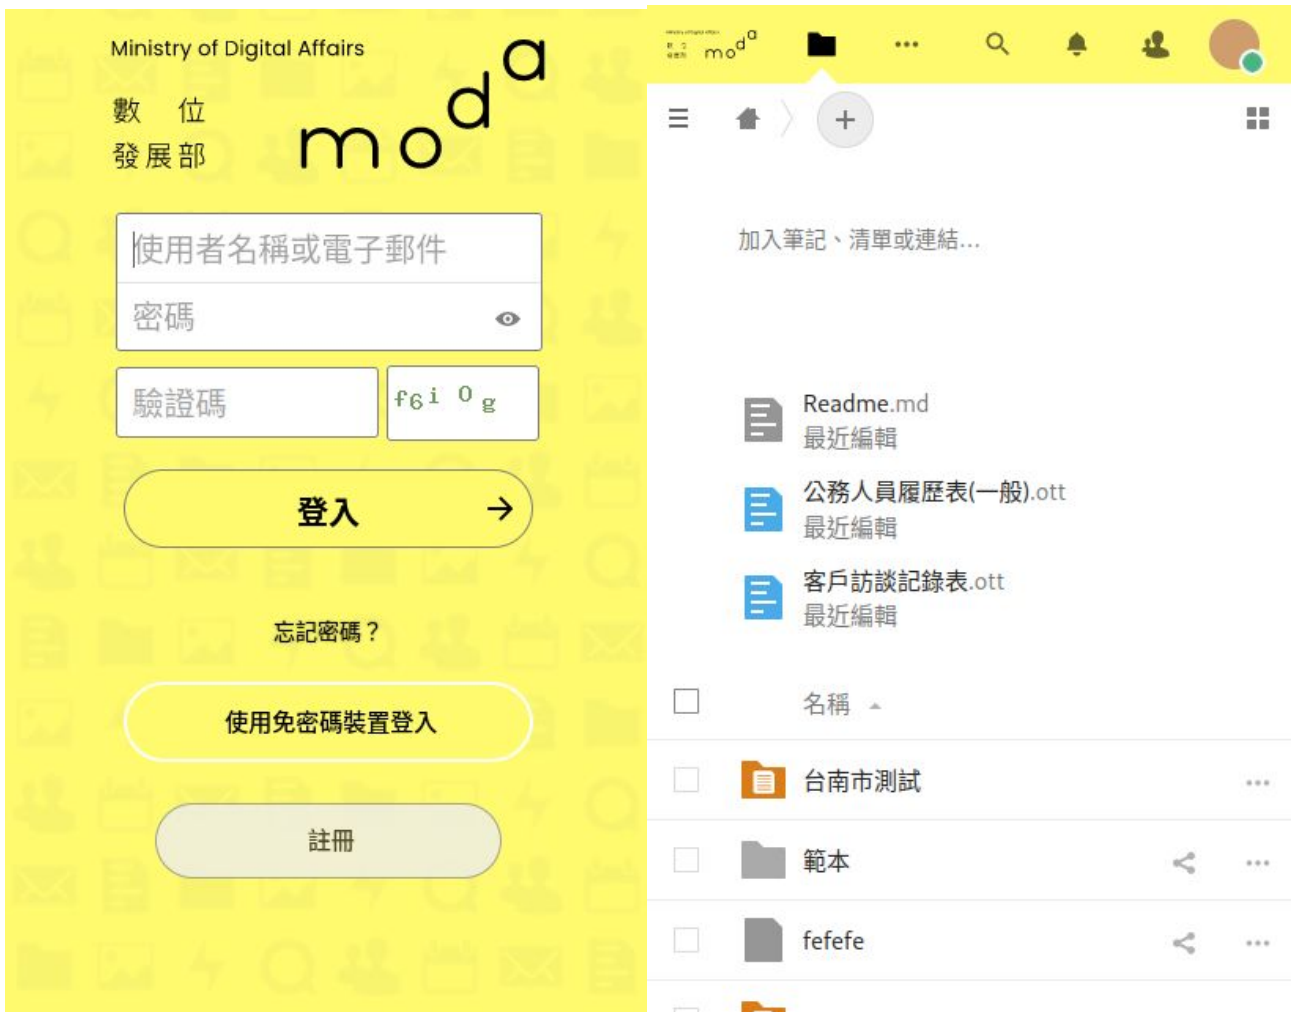 Ministry of Digital Affairs
數位
發展部
moda
使用者名稱或電子郵件
密碼
驗證碼
f6i0g
登入
忘記密碼？
使用免密碼裝置登入
註冊
moda
加入筆記、清單或連結...
Readme.md
最近編輯
公務人員履歷表(一般).ott
最近編輯
客戶訪談記錄表.ott
最近編輯
名稱
台南市測試
範本
fefefe